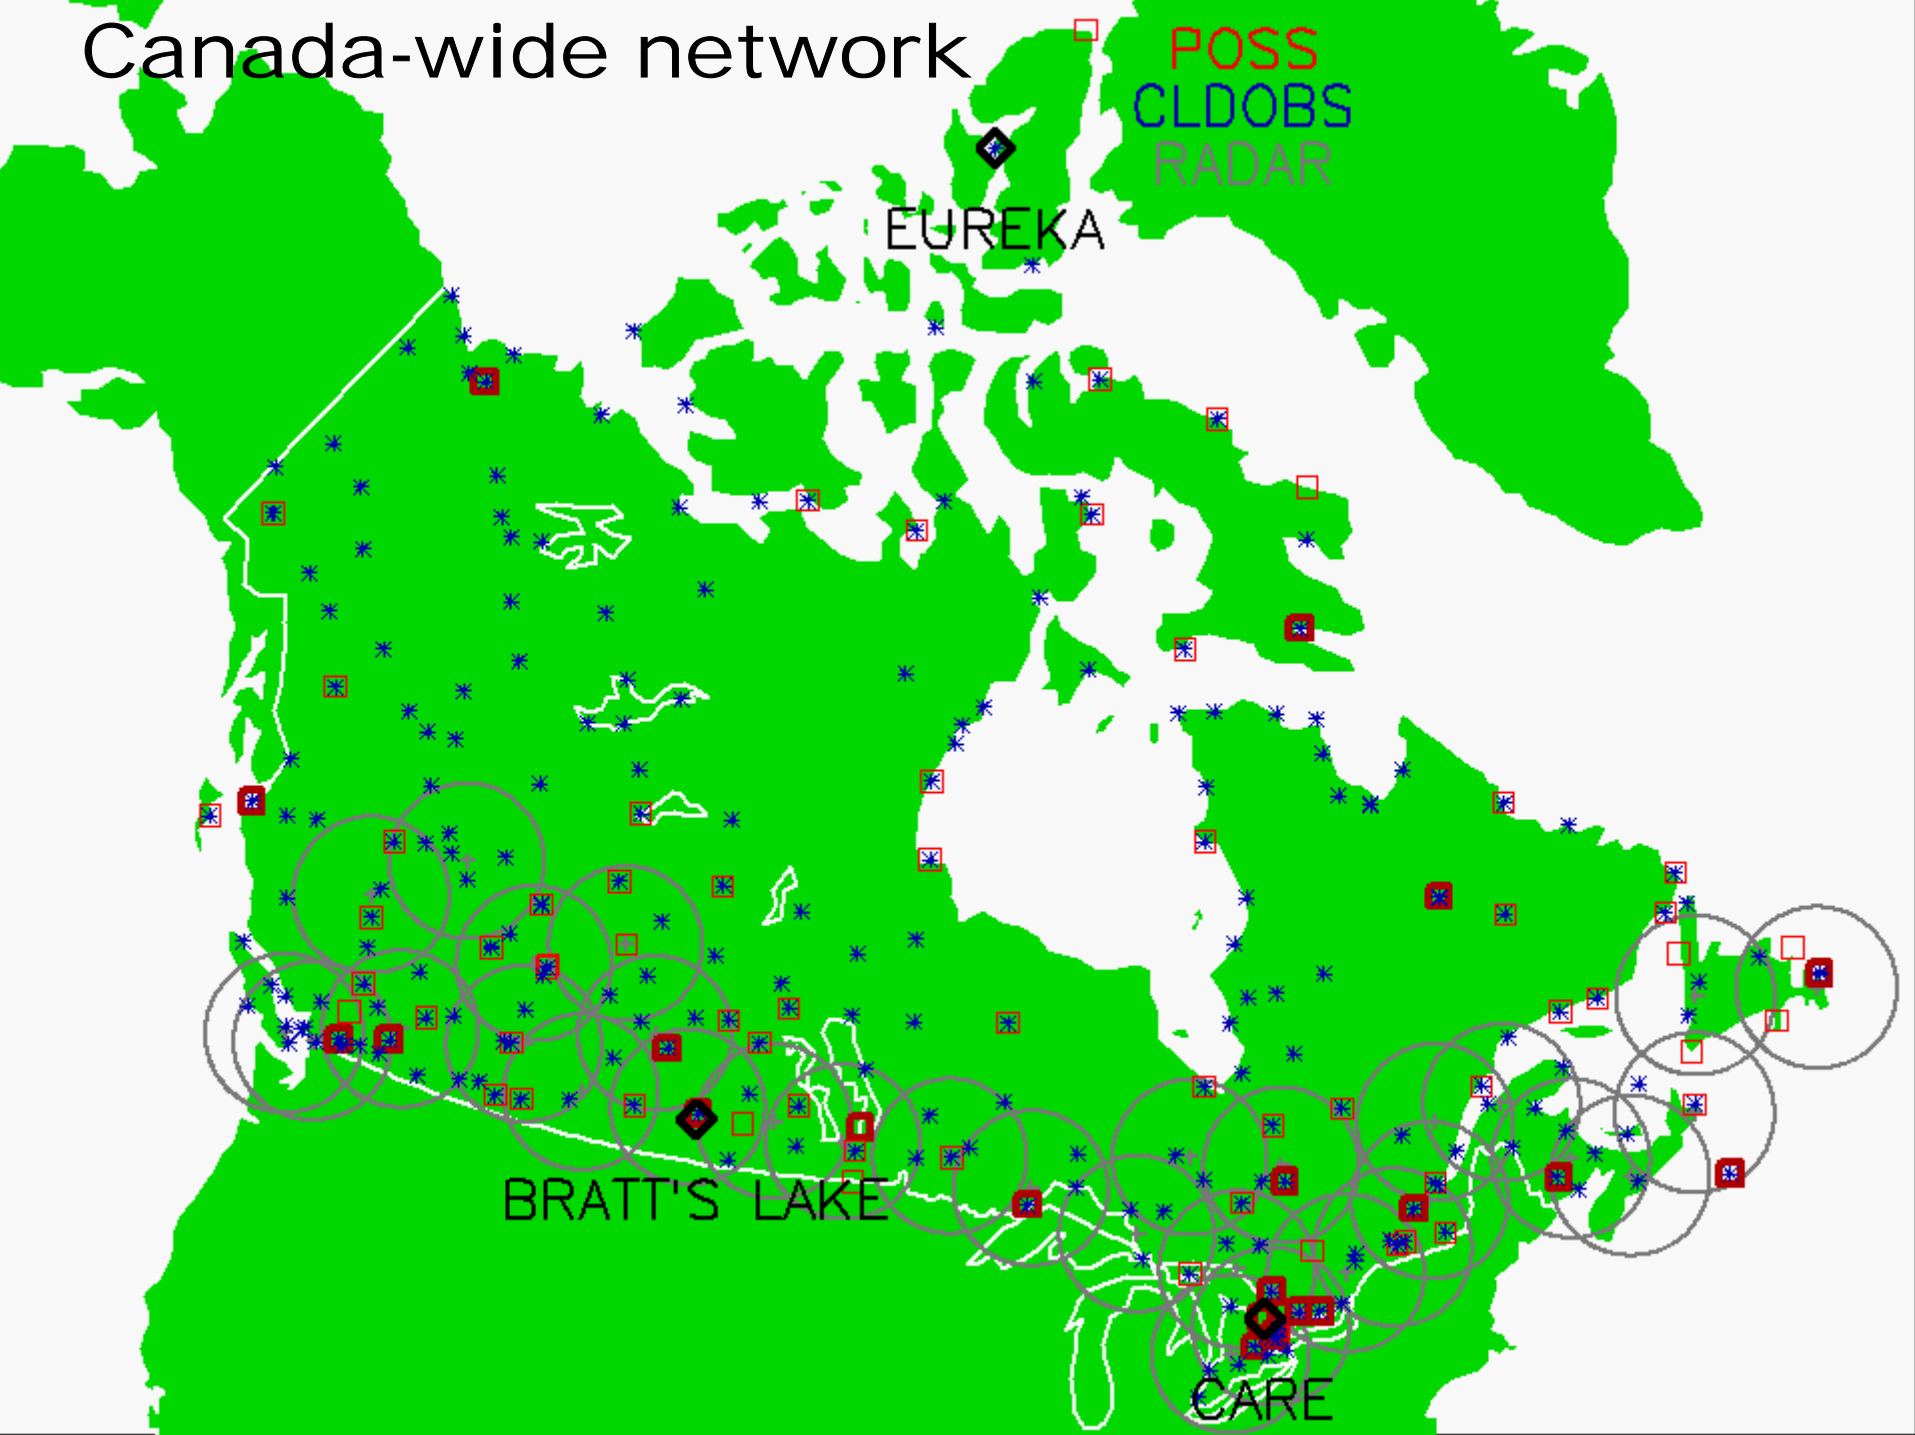 Canada-wide network
POSS
CLDOBS
RADAR
EUREKA
BRATT'S LAKE
CARE